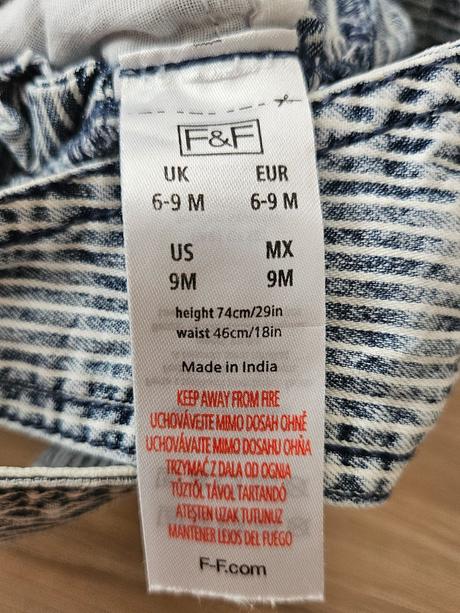 F&F
UK EUR
6-9 M 6-9 M
US MX
9M 9M
height 74cm/29in
waist 46cm/18in
Made in India
KEEP AWAY FROM FIRE
UCHOVÁVEJTE MIMO DOSAH OHNĚ
UCHOVÁVAJTE MIMO DOSAHU OHŇA
TRZYMAĆ Z DALA OD OGNIA
TŰZTŐL TÁVOL TARTANDÓ
ATEŞTEN UZAK TUTUNUZ
MANTENER LEJOS DEL FUEGO
F-F.com